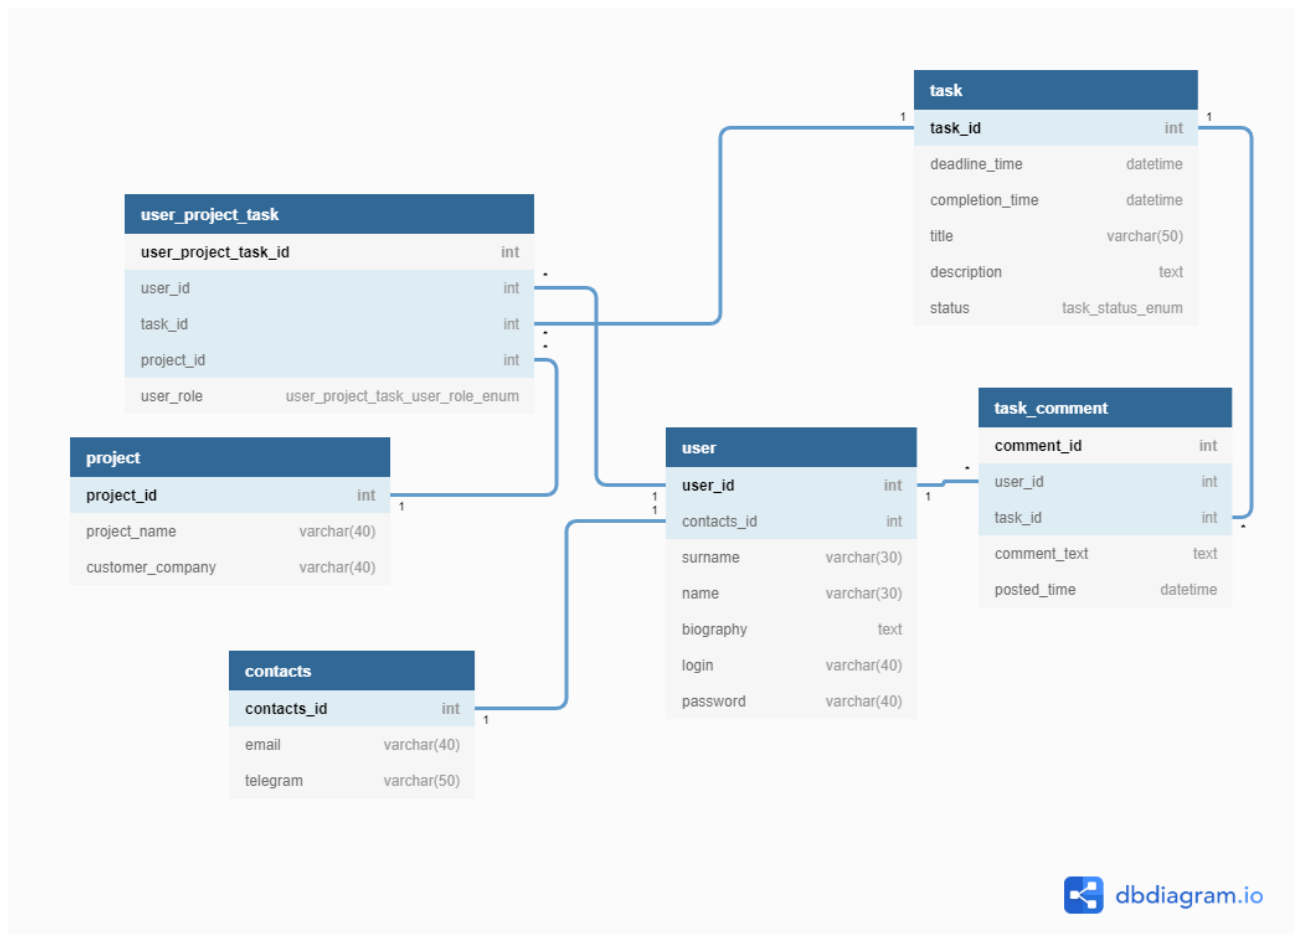 task
task_id int
deadline_time datetime
completion_time datetime
title varchar(50)
description text
status task_status_enum
1
1
user_project_task
user_project_task_id int
user_id int
task_id int
project_id int
user_role user_project_task_user_role_enum
*
*
*
project
project_id int
project_name varchar(40)
customer_company varchar(40)
1
user
user_id int
contacts_id int
surname varchar(30)
name varchar(30)
biography text
login varchar(40)
password varchar(40)
1
1
1
task_comment
comment_id int
user_id int
task_id int
comment_text text
posted_time datetime
*
*
contacts
contacts_id int
email varchar(40)
telegram varchar(50)
1
dbdiagram.io